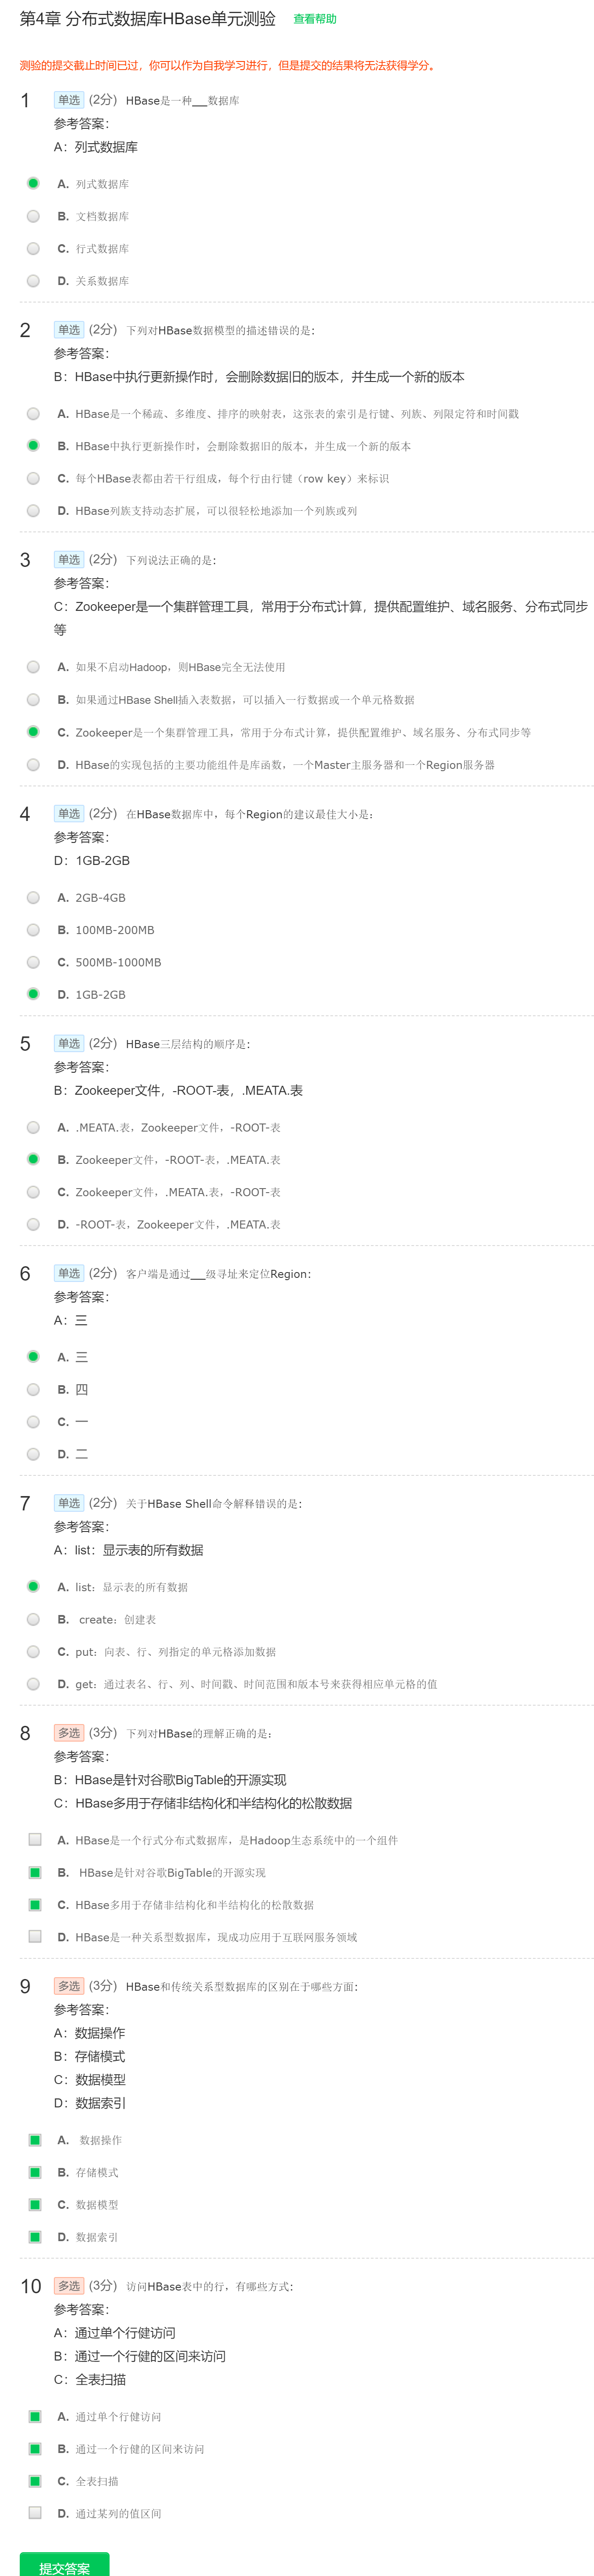 第4章 分布式数据库HBase单元测验 查看帮助
测验的提交截止时间已过，你可以作为自我学习进行，但是提交的结果将无法获得学分。
1 单选 (2分) HBase是一种___数据库
参考答案：
A：列式数据库
A. 列式数据库
B. 文档数据库
C. 行式数据库
D. 关系数据库
2 单选 (2分) 下列对HBase数据模型的描述错误的是：
参考答案：
B：HBase中执行更新操作时，会删除数据旧的版本，并生成一个新的版本
A. HBase是一个稀疏、多维度、排序的映射表，这张表的索引是行键、列族、列限定符和时间戳
B. HBase中执行更新操作时，会删除数据旧的版本，并生成一个新的版本
C. 每个HBase表都由若干行组成，每个行由行键（row key）来标识
D. HBase列族支持动态扩展，可以很轻松地添加一个列族或列
3 单选 (2分) 下列说法正确的是：
参考答案：
C：Zookeeper是一个集群管理工具，常用于分布式计算，提供配置维护、域名服务、分布式同步
等
A. 如果不启动Hadoop，则HBase完全无法使用
B. 如果通过HBase Shell插入表数据，可以插入一行数据或一个单元格数据
C. Zookeeper是一个集群管理工具，常用于分布式计算，提供配置维护、域名服务、分布式同步等
D. HBase的实现包括的主要功能组件是库函数，一个Master主服务器和一个Region服务器
4 单选 (2分) 在HBase数据库中，每个Region的建议最佳大小是：
参考答案：
D：1GB-2GB
A. 2GB-4GB
B. 100MB-200MB
C. 500MB-1000MB
D. 1GB-2GB
5 单选 (2分) HBase三层结构的顺序是：
参考答案：
B：Zookeeper文件，-ROOT-表，.MEATA.表
A. .MEATA.表，Zookeeper文件，-ROOT-表
B. Zookeeper文件，-ROOT-表，.MEATA.表
C. Zookeeper文件，.MEATA.表，-ROOT-表
D. -ROOT-表，Zookeeper文件，.MEATA.表
6 单选 (2分) 客户端是通过___级寻址来定位Region：
参考答案：
A：三
A. 三
B. 四
C. 一
D. 二
7 单选 (2分) 关于HBase Shell命令解释错误的是：
参考答案：
A：list：显示表的所有数据
A. list：显示表的所有数据
B. create：创建表
C. put：向表、行、列指定的单元格添加数据
D. get：通过表名、行、列、时间戳、时间范围和版本号来获得相应单元格的值
8 多选 (3分) 下列对HBase的理解正确的是：
参考答案：
B：HBase是针对谷歌BigTable的开源实现
C：HBase多用于存储非结构化和半结构化的松散数据
A. HBase是一个行式分布式数据库，是Hadoop生态系统中的一个组件
B. HBase是针对谷歌BigTable的开源实现
C. HBase多用于存储非结构化和半结构化的松散数据
D. HBase是一种关系型数据库，现成功应用于互联网服务领域
9 多选 (3分) HBase和传统关系型数据库的区别在于哪些方面：
参考答案：
A：数据操作
B：存储模式
C：数据模型
D：数据索引
A. 数据操作
B. 存储模式
C. 数据模型
D. 数据索引
10 多选 (3分) 访问HBase表中的行，有哪些方式：
参考答案：
A：通过单个行健访问
B：通过一个行健的区间来访问
C：全表扫描
A. 通过单个行健访问
B. 通过一个行健的区间来访问
C. 全表扫描
D. 通过某列的值区间
提交答案